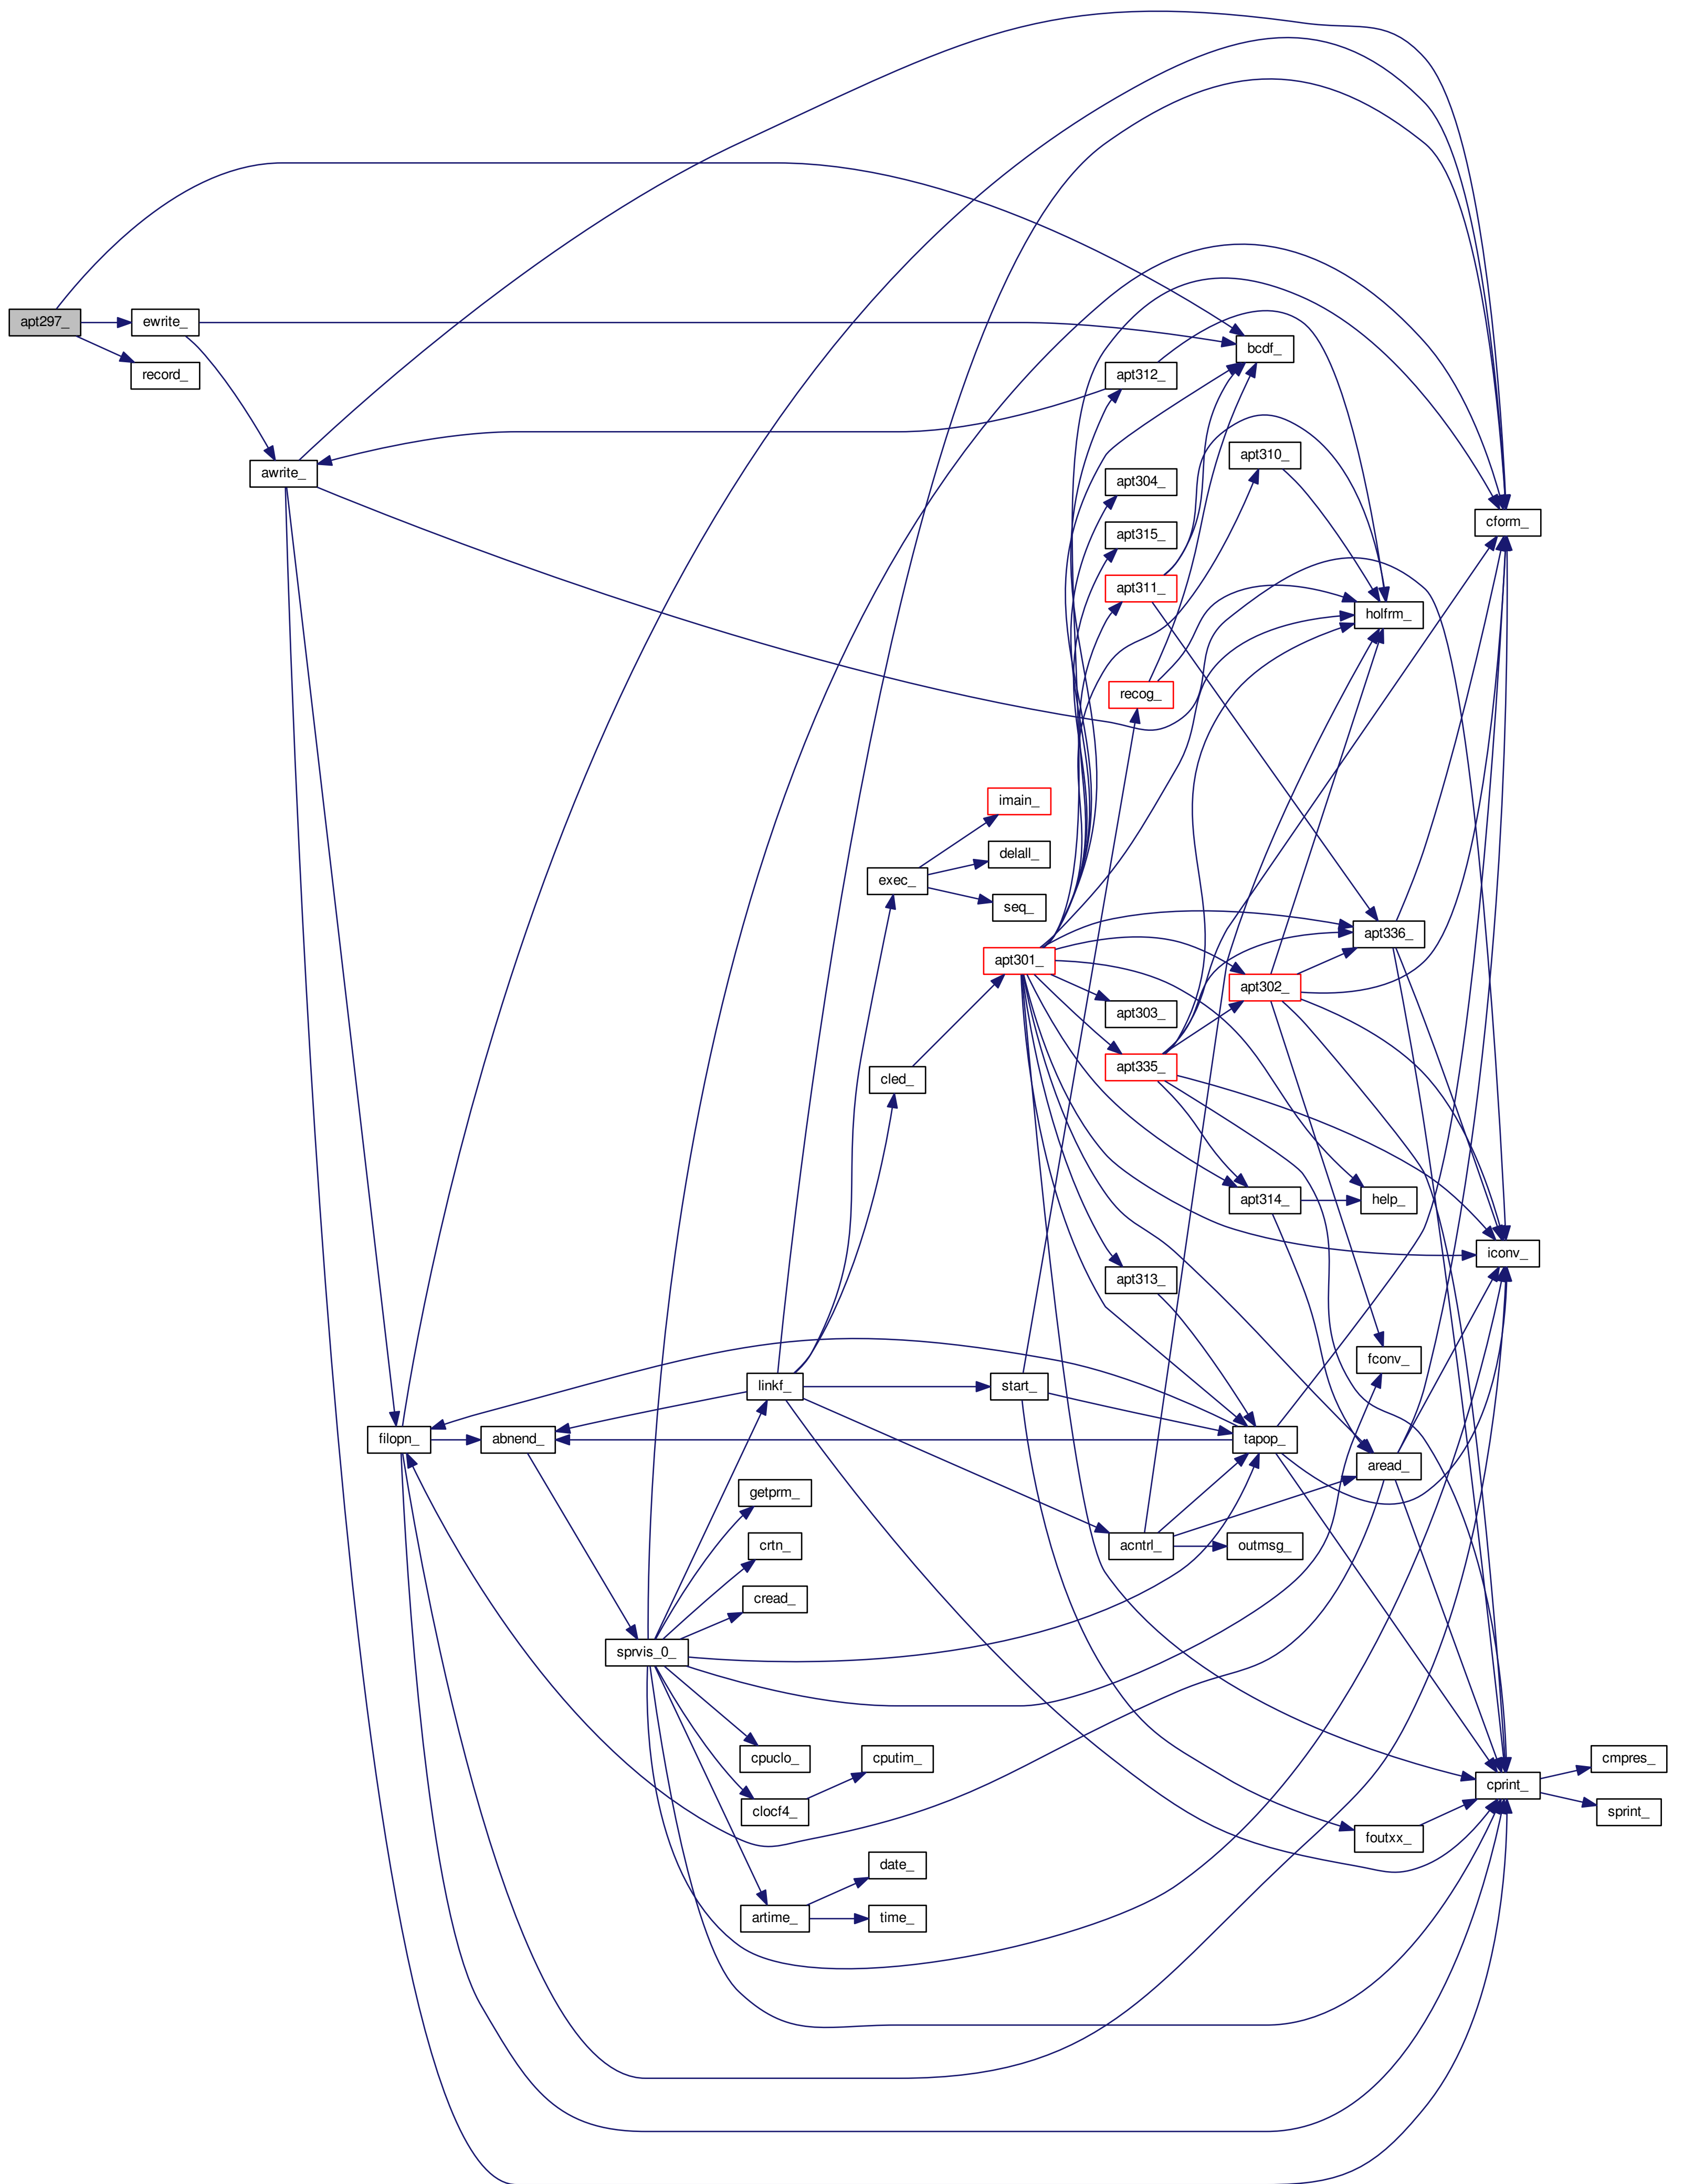 apt297_
ewrite_
record_
bcdf_
apt312_
apt310_
awrite_
apt304_
cform_
apt315_
apt311_
holfrm_
recog_
imain_
delall_
exec_
seq_
apt336_
apt301_
apt302_
apt303_
apt335_
cled_
apt314_
help_
iconv_
apt313_
fconv_
linkf_
start_
filopn_
abnend_
tapop_
aread_
getprm_
crtn_
acntrl_
outmsg_
cread_
sprvis_0_
cpuclo_
cputim_
cmpres_
cprint_
clocf4_
sprint_
foutxx_
date_
artime_
time_